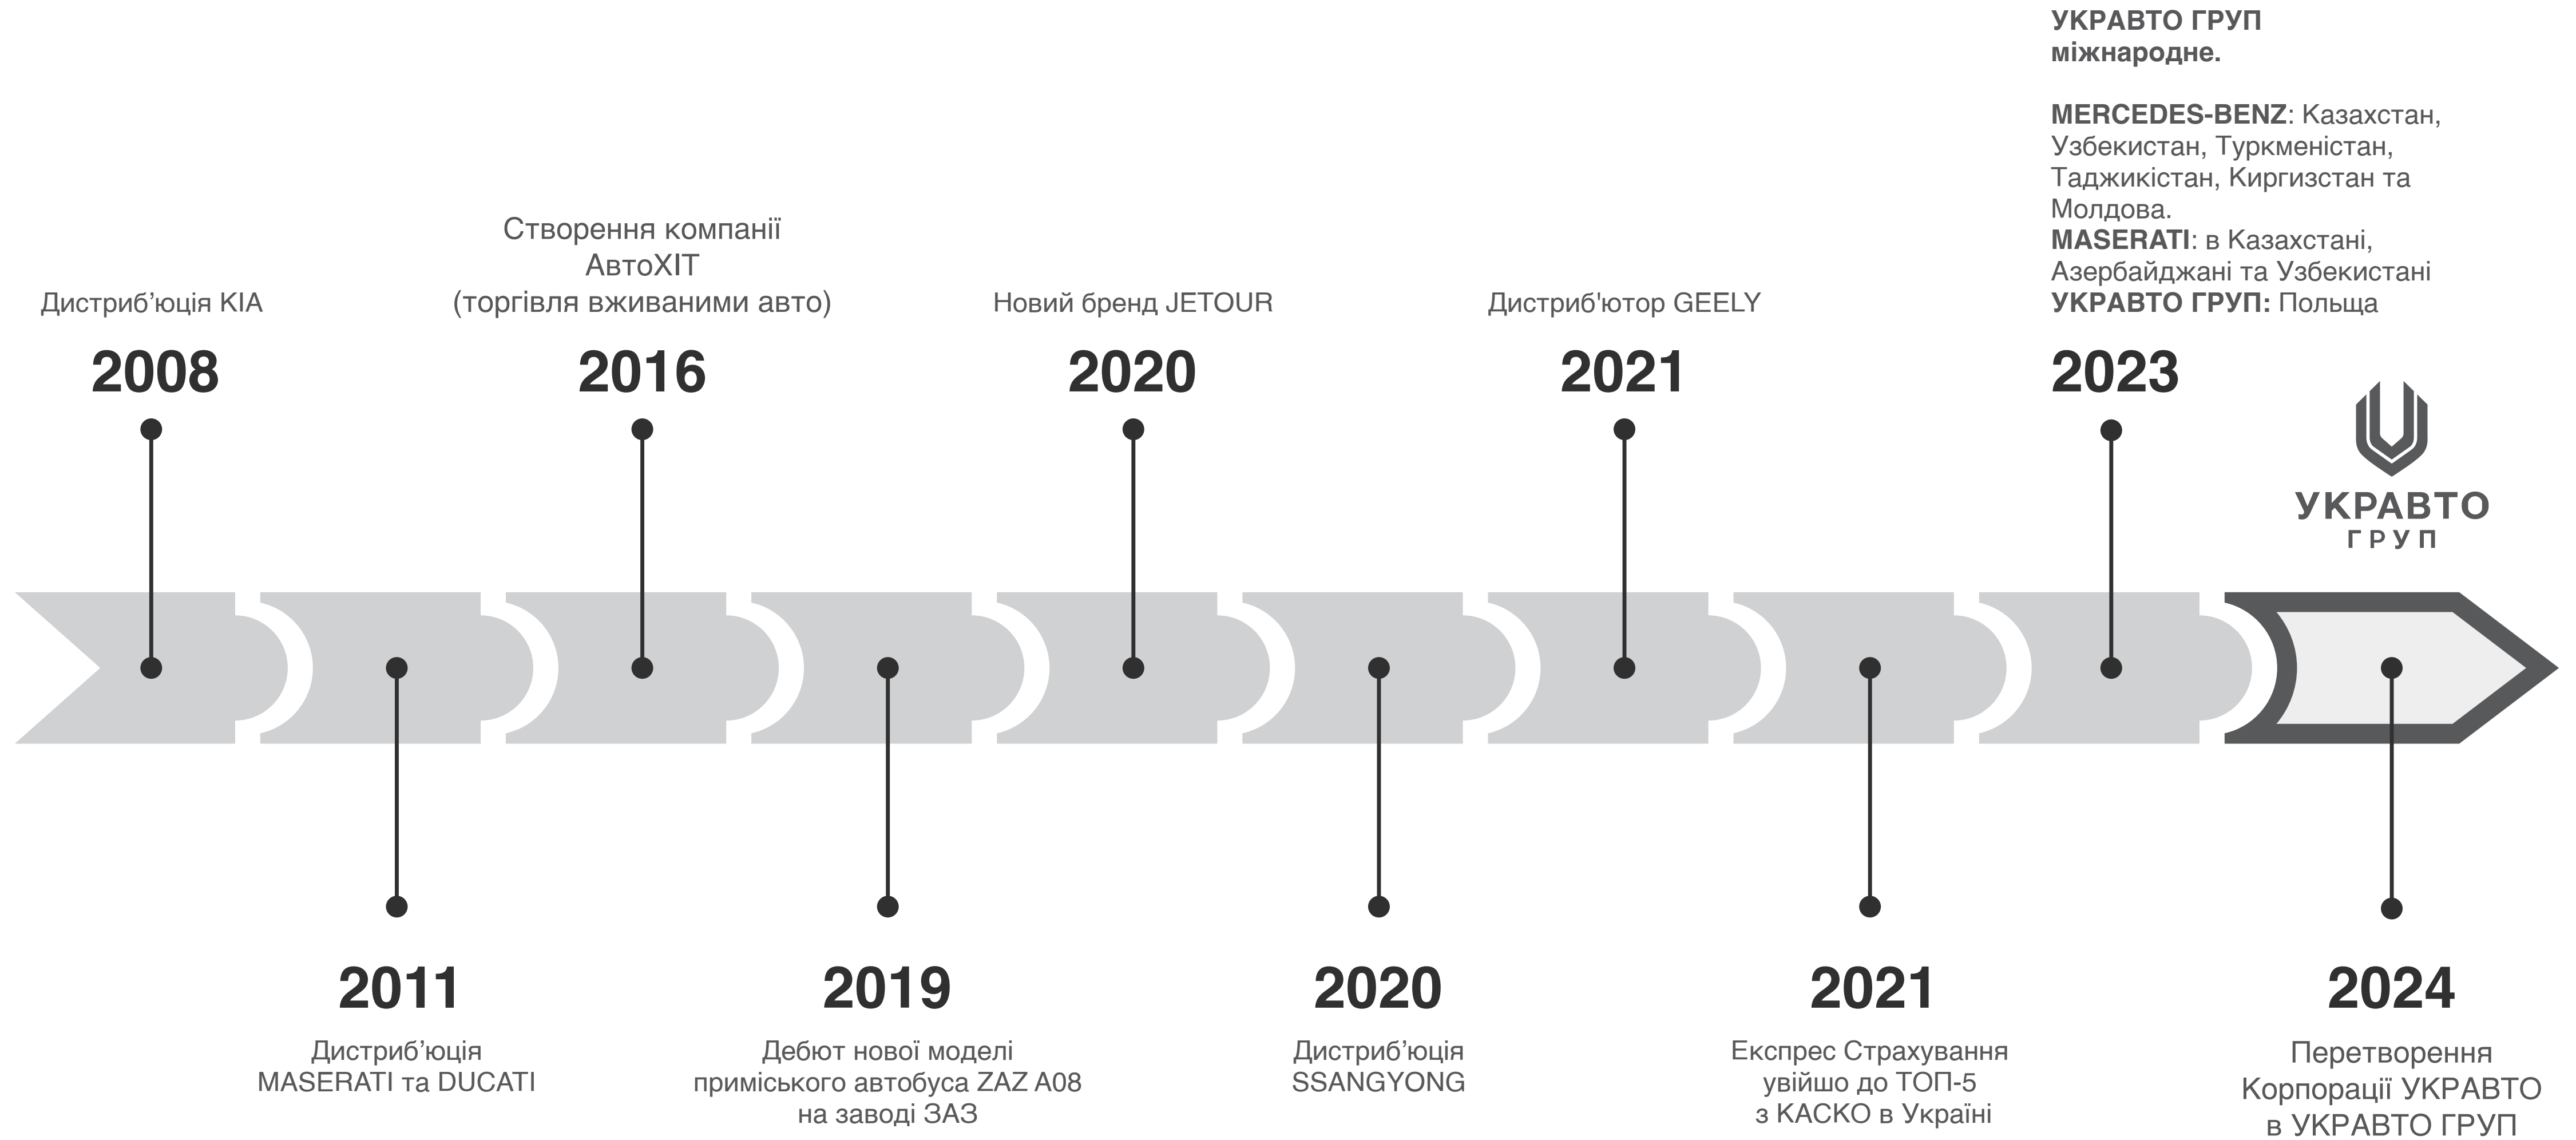 Дистриб’юція KIA
2008
2011
Дистриб’юція
MASERATI та DUCATI
Створення компанії
АвтоХІТ
(торгівля вживаними авто)
2016
2019
Дебют нової моделі
приміського автобуса ZAZ A08
на заводі ЗАЗ
Новий бренд JETOUR
2020
2020
Дистриб’юція
SSANGYONG
Дистриб'ютор GEELY
2021
2021
Експрес Страхування
увійшо до ТОП-5
з КАСКО в Україні
УКРАВТО ГРУП
міжнародне.
MERCEDES-BENZ: Казахстан,
Узбекистан, Туркменістан,
Таджикістан, Киргизстан та
Молдова.
MASERATI: в Казахстані,
Азербайджані та Узбекистані
УКРАВТО ГРУП: Польща
2023
УКРАВТО
ГРУП
2024
Перетворення
Корпорації УКРАВТО
в УКРАВТО ГРУП